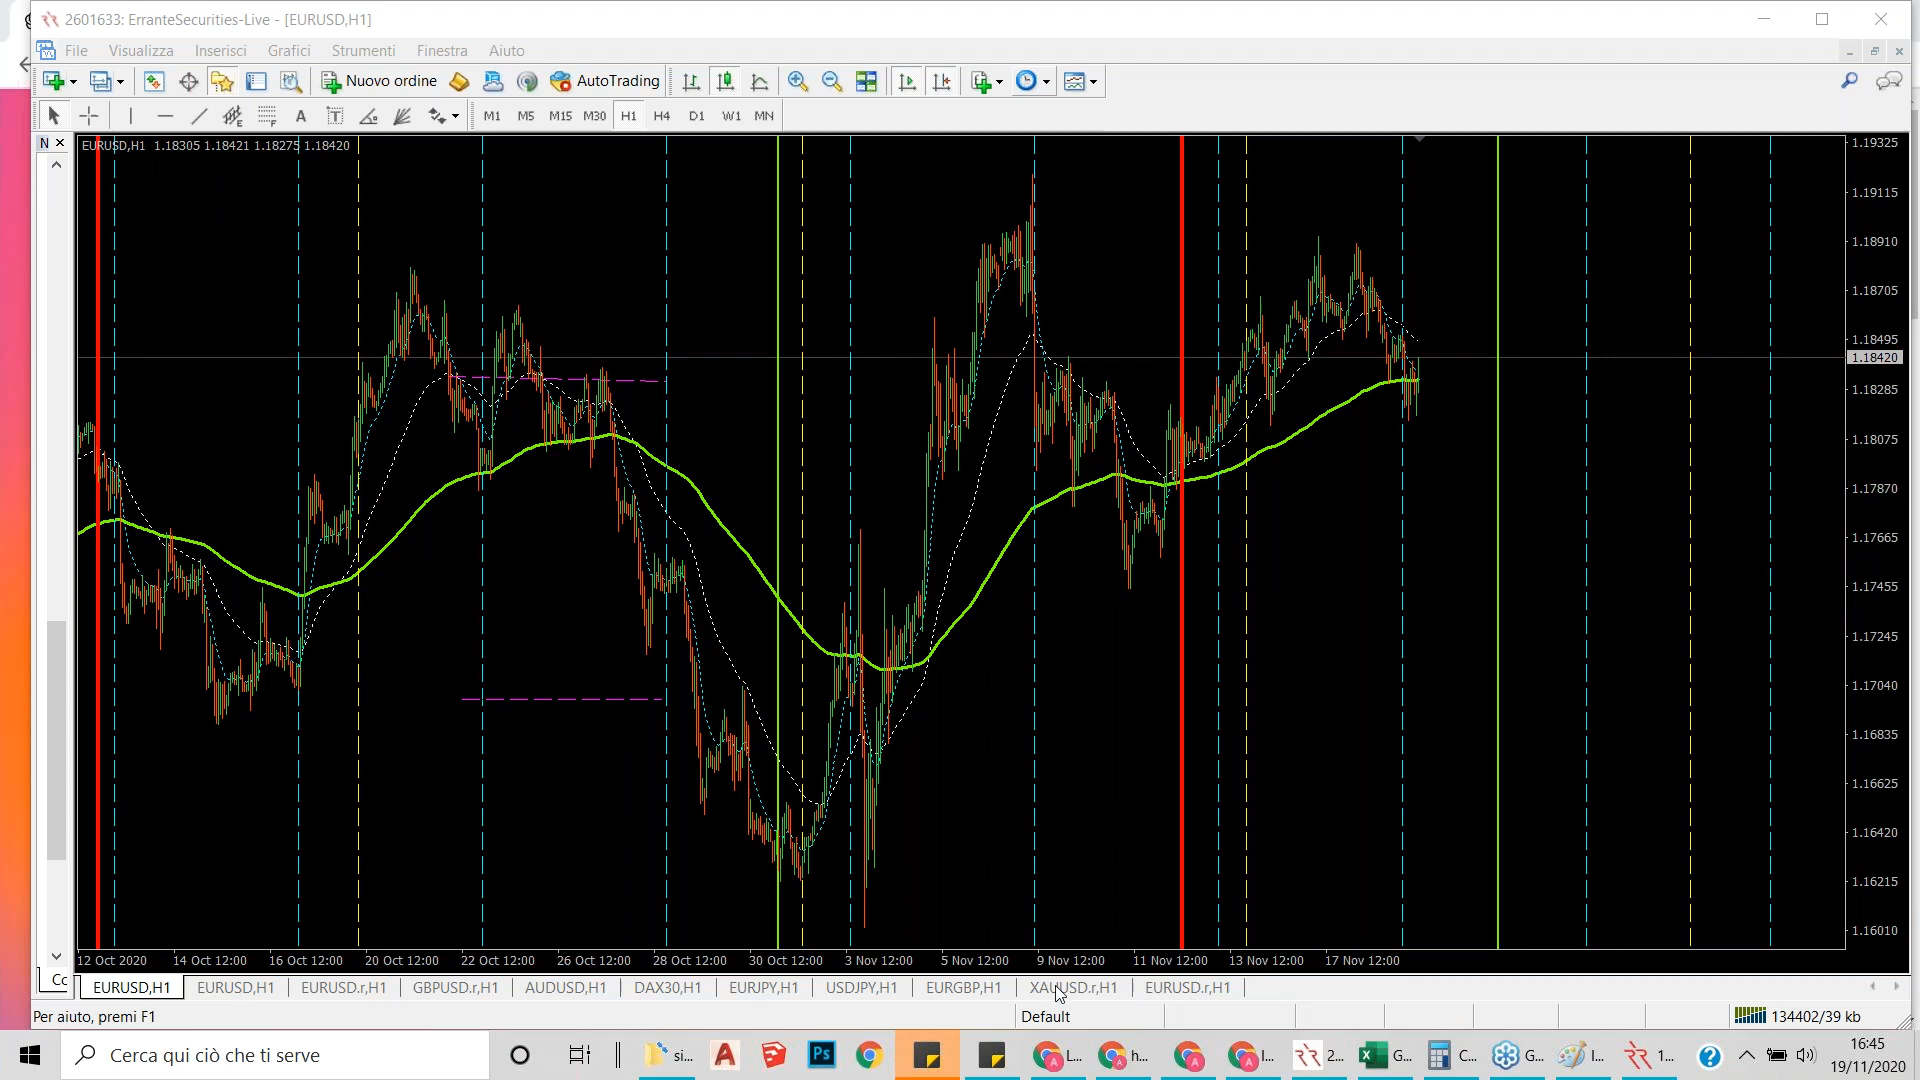 2601633: ErranteSecurities-Live - [EURUSD,H1]
File Visualizza Inserisci Grafici Strumenti Finestra Aiuto
Nuovo ordine AutoTrading
A T M1 M5 M15 M30 H1 H4 D1 W1 MN
N
EURUSD,H1 1.18305 1.18421 1.18275 1.18420
1.19325
1.19115
1.18910
1.18705
1.18495
1.18420
1.18285
1.18075
1.17870
1.17665
1.17455
1.17245
1.17040
1.16835
1.16625
1.16420
1.16215
1.16010
12 Oct 2020 14 Oct 12:00 16 Oct 12:00 20 Oct 12:00 22 Oct 12:00 26 Oct 12:00 28 Oct 12:00 30 Oct 12:00 3 Nov 12:00 5 Nov 12:00 9 Nov 12:00 11 Nov 12:00 13 Nov 12:00 17 Nov 12:00
Cc EURUSD,H1 EURUSD,H1 EURUSD.r,H1 GBPUSD.r,H1 AUDUSD,H1 DAX30,H1 EURJPY,H1 USDJPY,H1 EURGBP,H1 XAUUSD.r,H1 EURUSD.r,H1
Per aiuto, premi F1 Default 134402/39 kb
Cerca qui ciò che ti serve si... Ps L... h... I... 2... G... C... G... I... 1... 16:45
19/11/2020